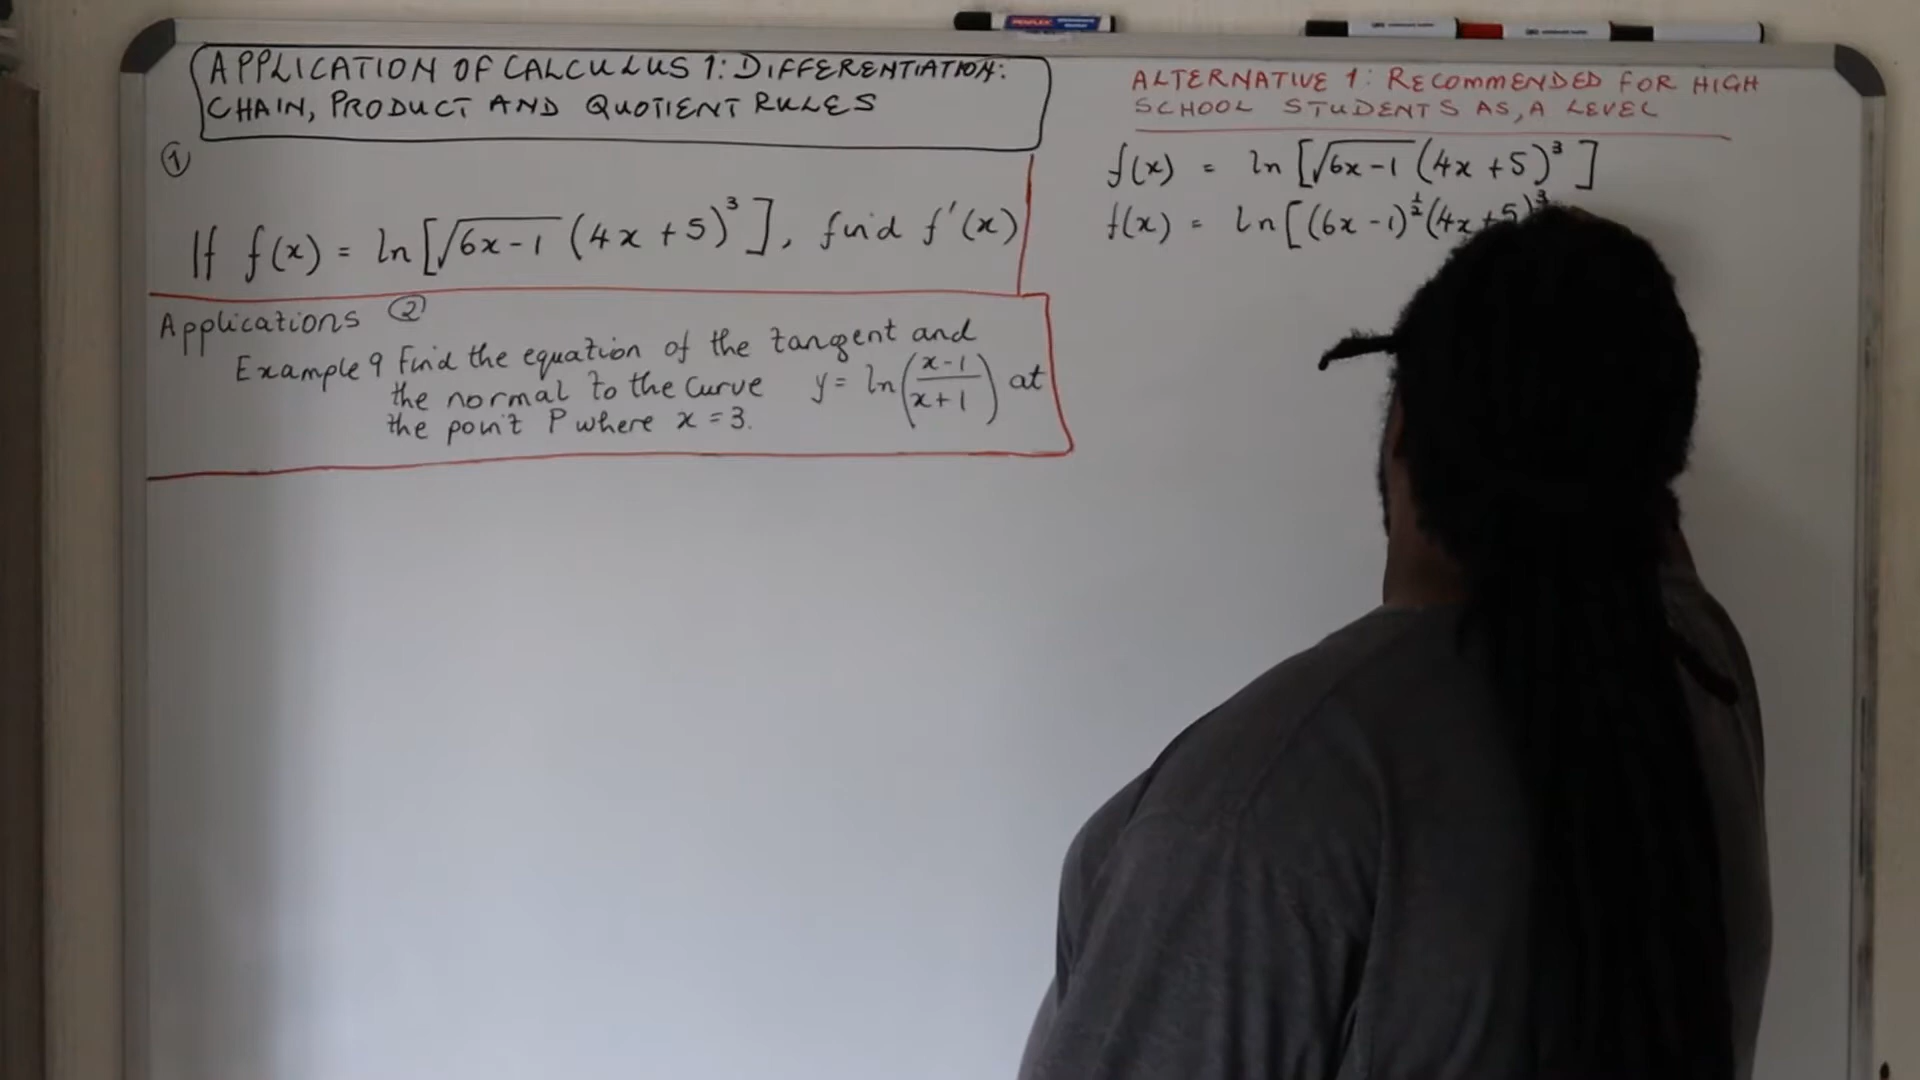 APPLICATION OF CALCULUS 1: DIFFERENTIATION:
CHAIN, PRODUCT AND QUOTIENT RULES
①
If f(x) = ln[√6x-1 (4x+5)³], find f'(x)
Applications ②
Example 9 Find the equation of the tangent and
the normal to the curve y = ln((x-1)/(x+1)) at
the point P where x = 3.
ALTERNATIVE 1: RECOMMENDED FOR HIGH
SCHOOL STUDENTS AS, A LEVEL
f(x) = ln[√6x-1 (4x+5)³]
f(x) = ln[(6x-1)^½(4x+5)³